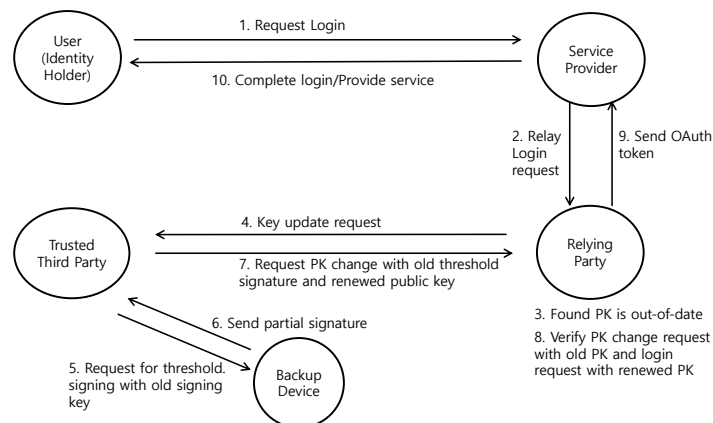 1. Request Login
User
(Identity
Holder)
Service
Provider
10. Complete login/Provide service
2. Relay
Login
request
9. Send OAuth
token
4. Key update request
Trusted
Third Party
Relying
Party
7. Request PK change with old threshold
signature and renewed public key
3. Found PK is out-of-date
6. Send partial signature
8. Verify PK change request
with old PK and login
request with renewed PK
5. Request for threshold.
signing with old signing
key
Backup
Device